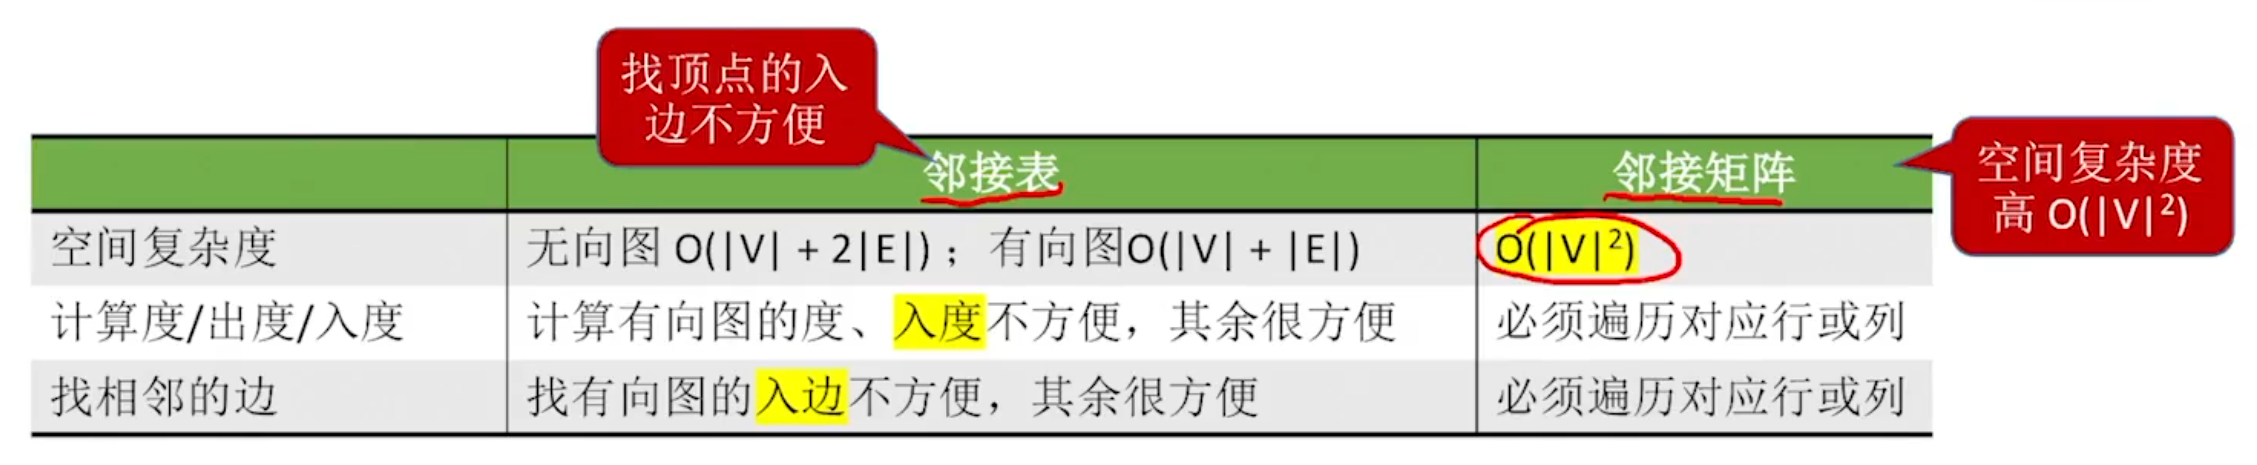 找顶点的入
边不方便
邻接表
邻接矩阵
空间复杂度
高 O(|V|²)
空间复杂度
无向图 O(|V| + 2|E|) ；有向图O(|V| + |E|)
O(|V|²)
计算度/出度/入度
计算有向图的度、入度不方便，其余很方便
必须遍历对应行或列
找相邻的边
找有向图的入边不方便，其余很方便
必须遍历对应行或列